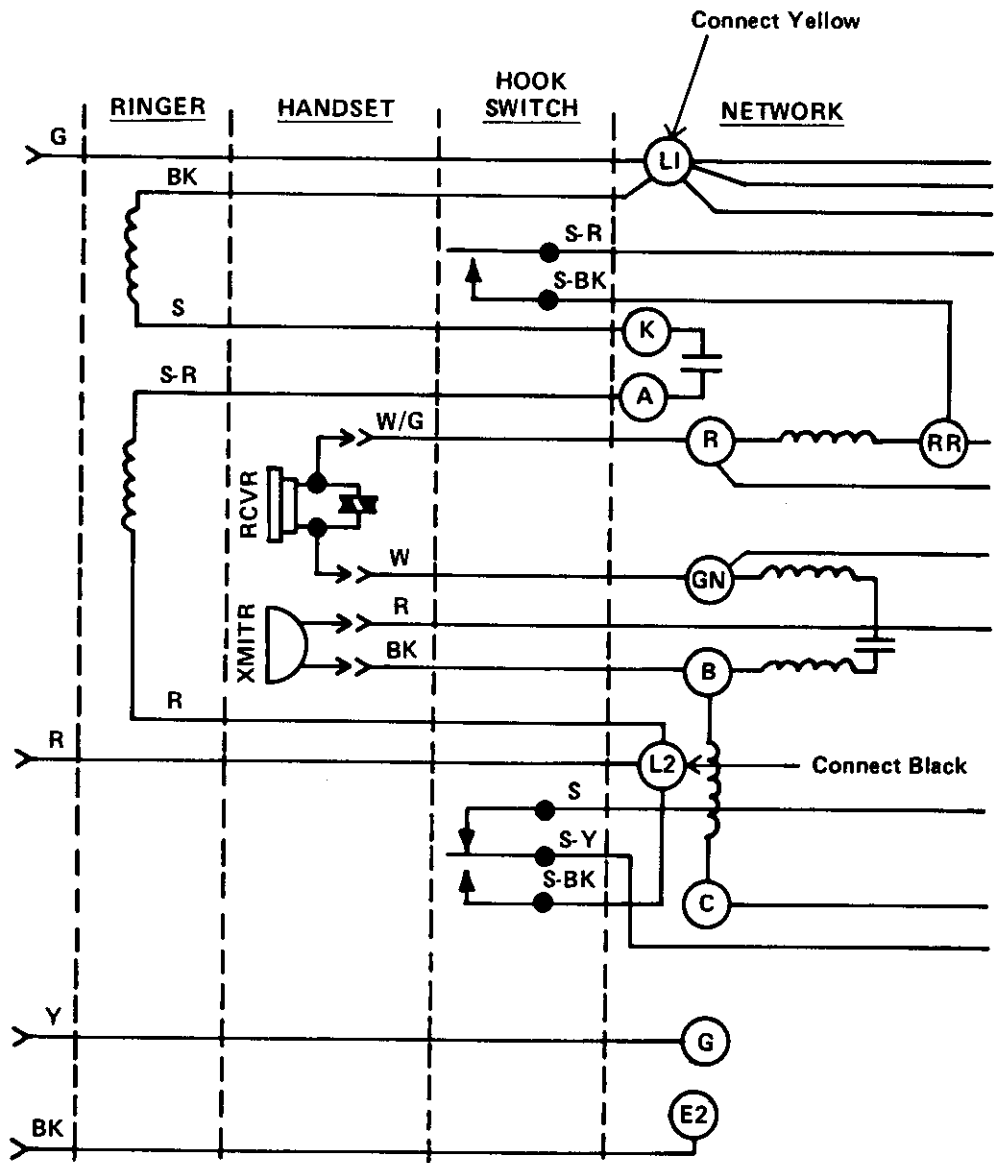 Connect Yellow
RINGER
HANDSET
HOOK
SWITCH
NETWORK
G
L1
BK
S-R
S-BK
S
K
S-R
A
W/G
R
RR
RCVR
W
GN
R
XMITR
BK
B
R
R
L2
Connect Black
S
S-Y
S-BK
C
Y
G
E2
BK